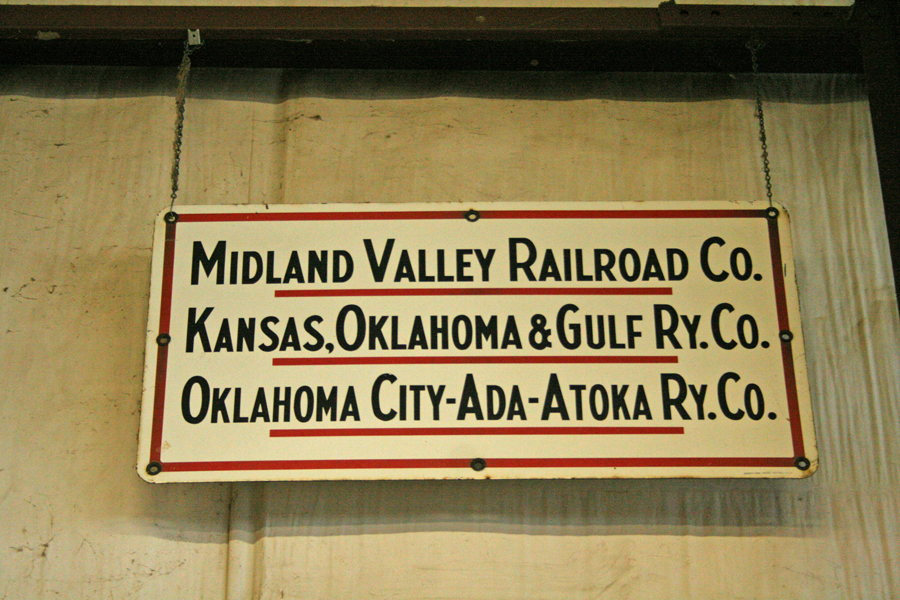 Midland Valley Railroad Co.
Kansas, Oklahoma & Gulf Ry. Co.
Oklahoma City-Ada-Atoka Ry. Co.